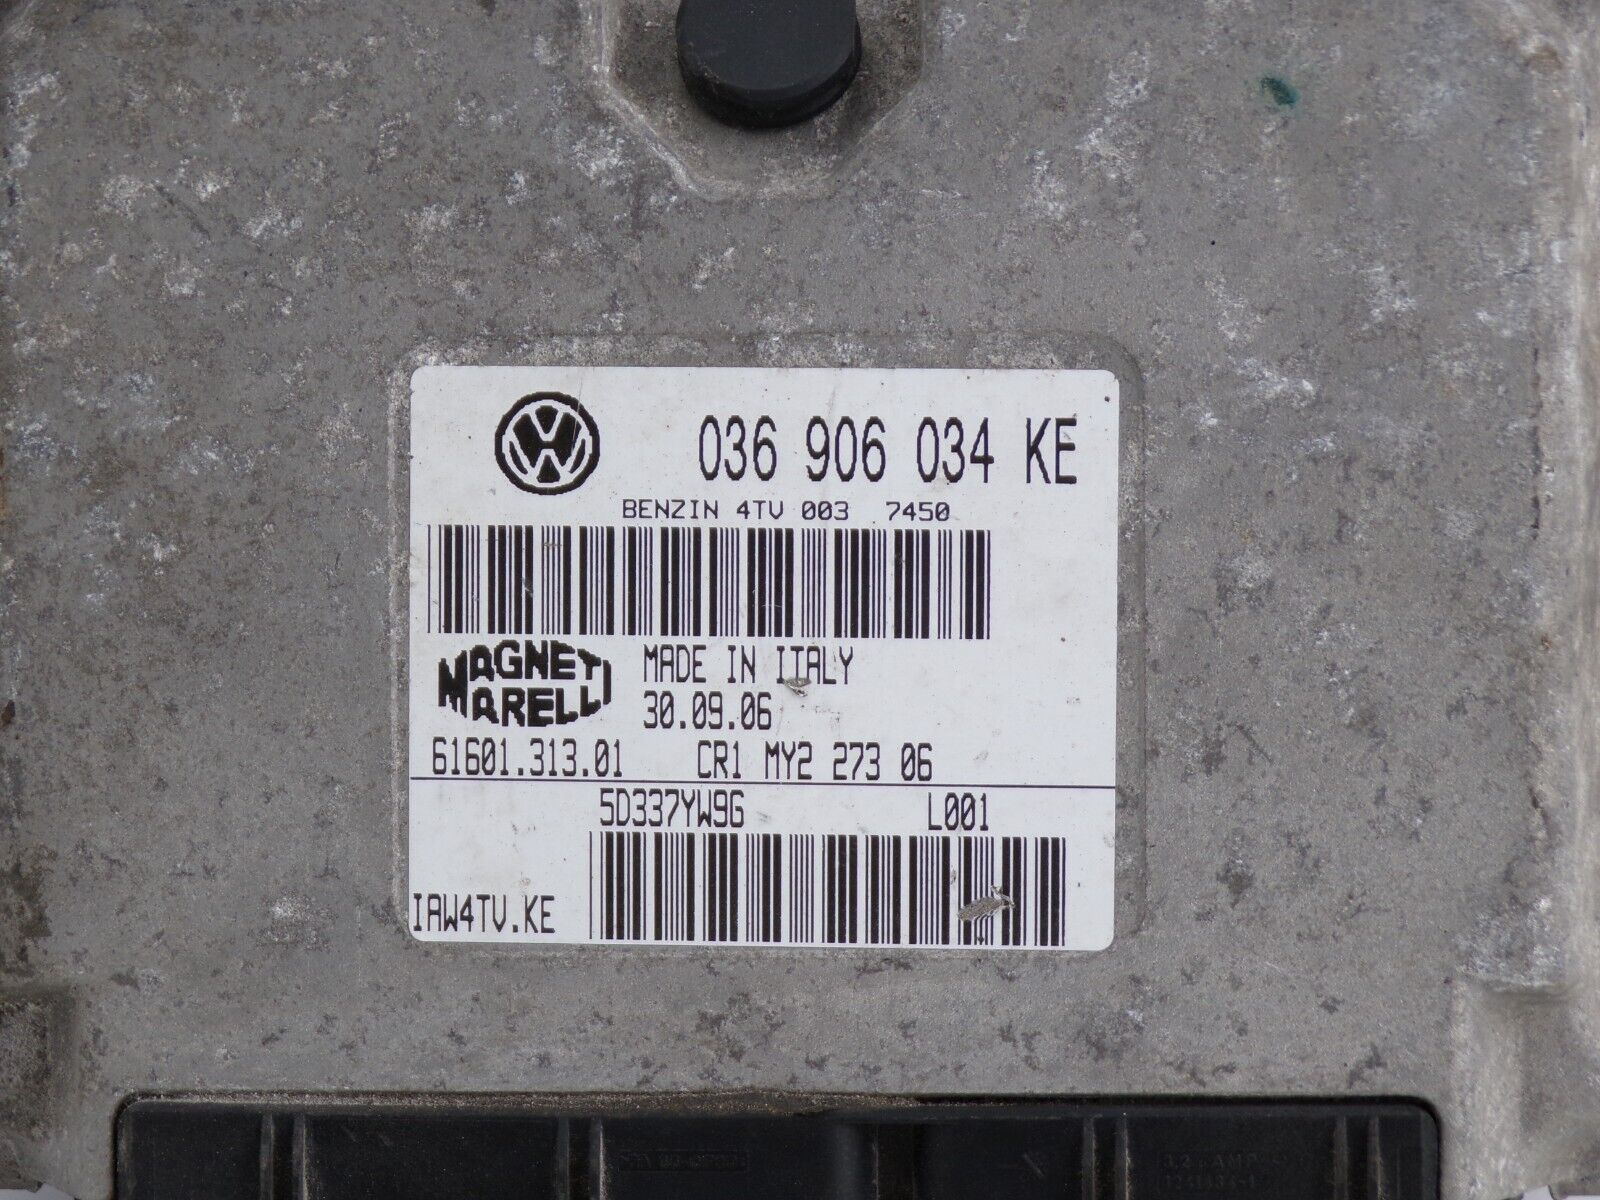 036 906 034 KE
BENZIN 4TV 003 7450
MAGNETI
MARELLI
MADE IN ITALY
30.09.06
61601.313.01 CR1 MY2 273 06
5D337YW9G L001
IAW4TV.KE